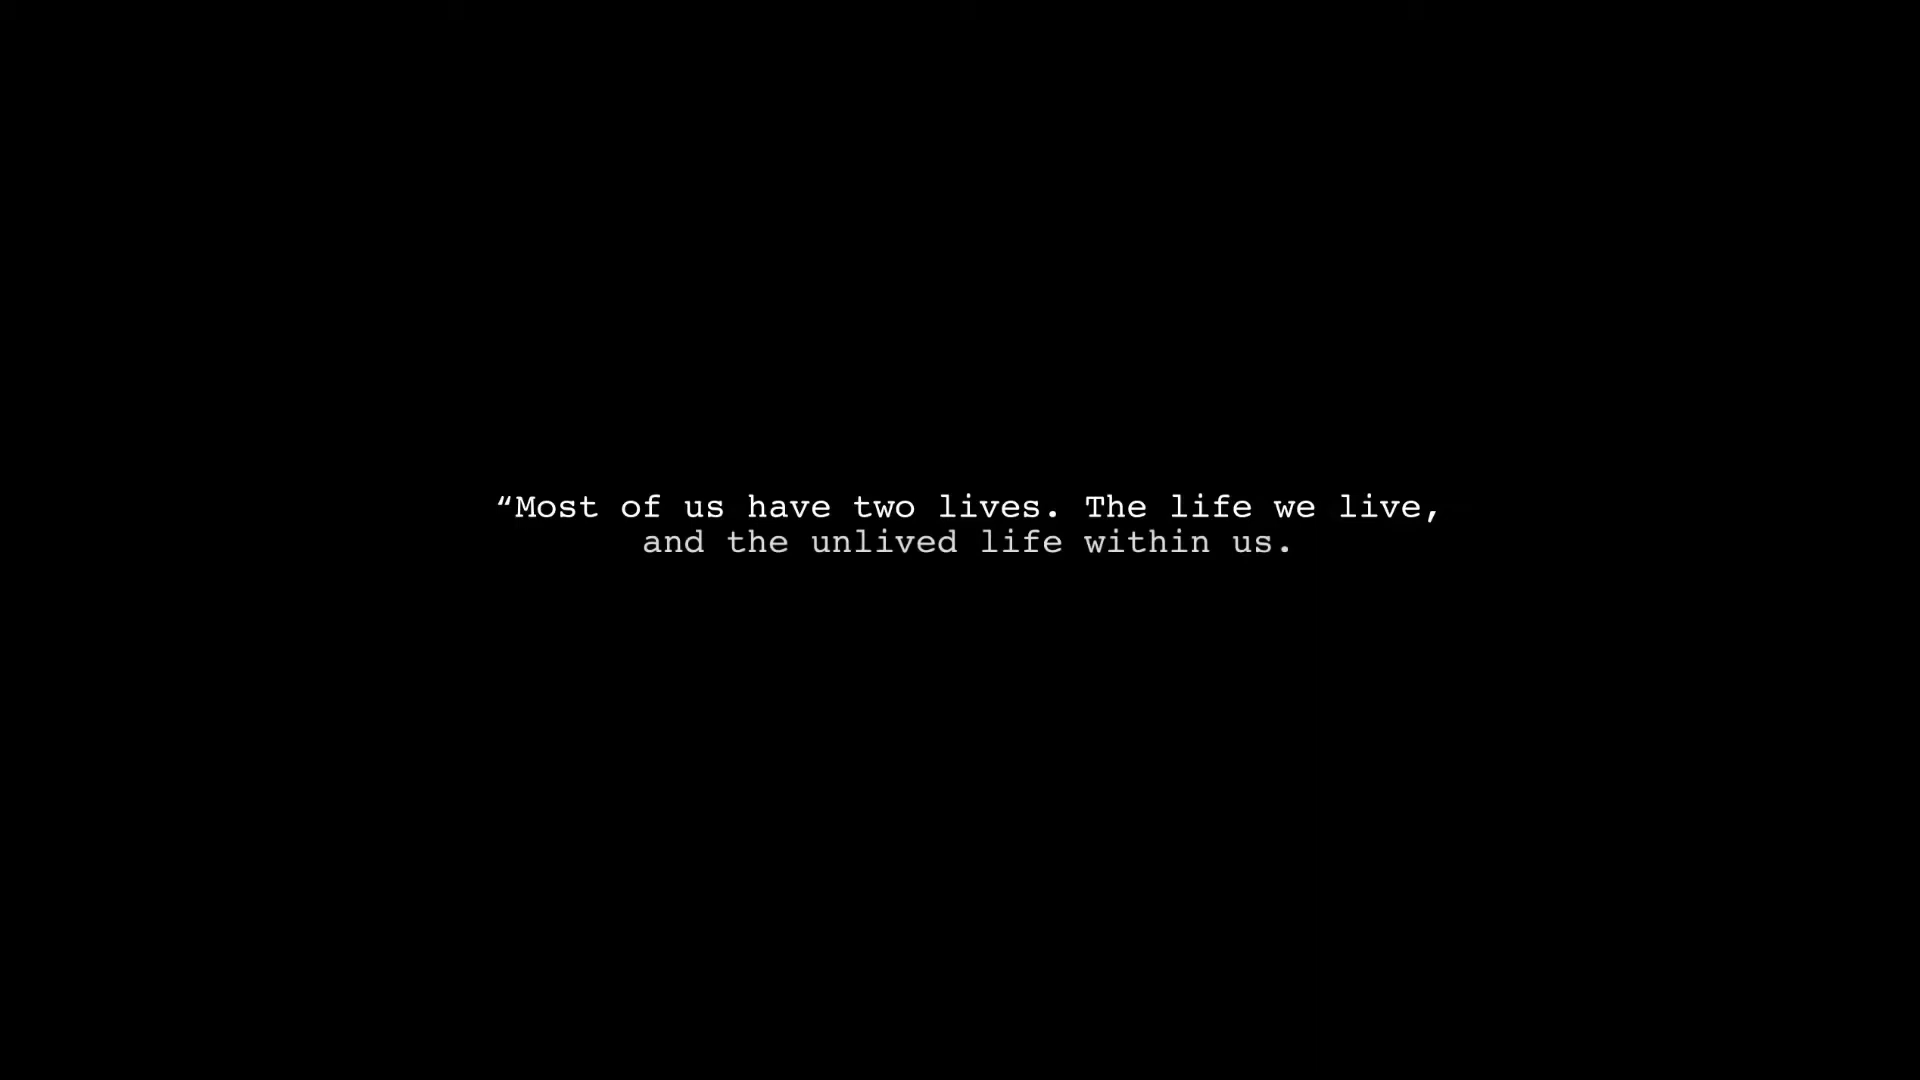 “Most of us have two lives. The life we live,
and the unlived life within us.